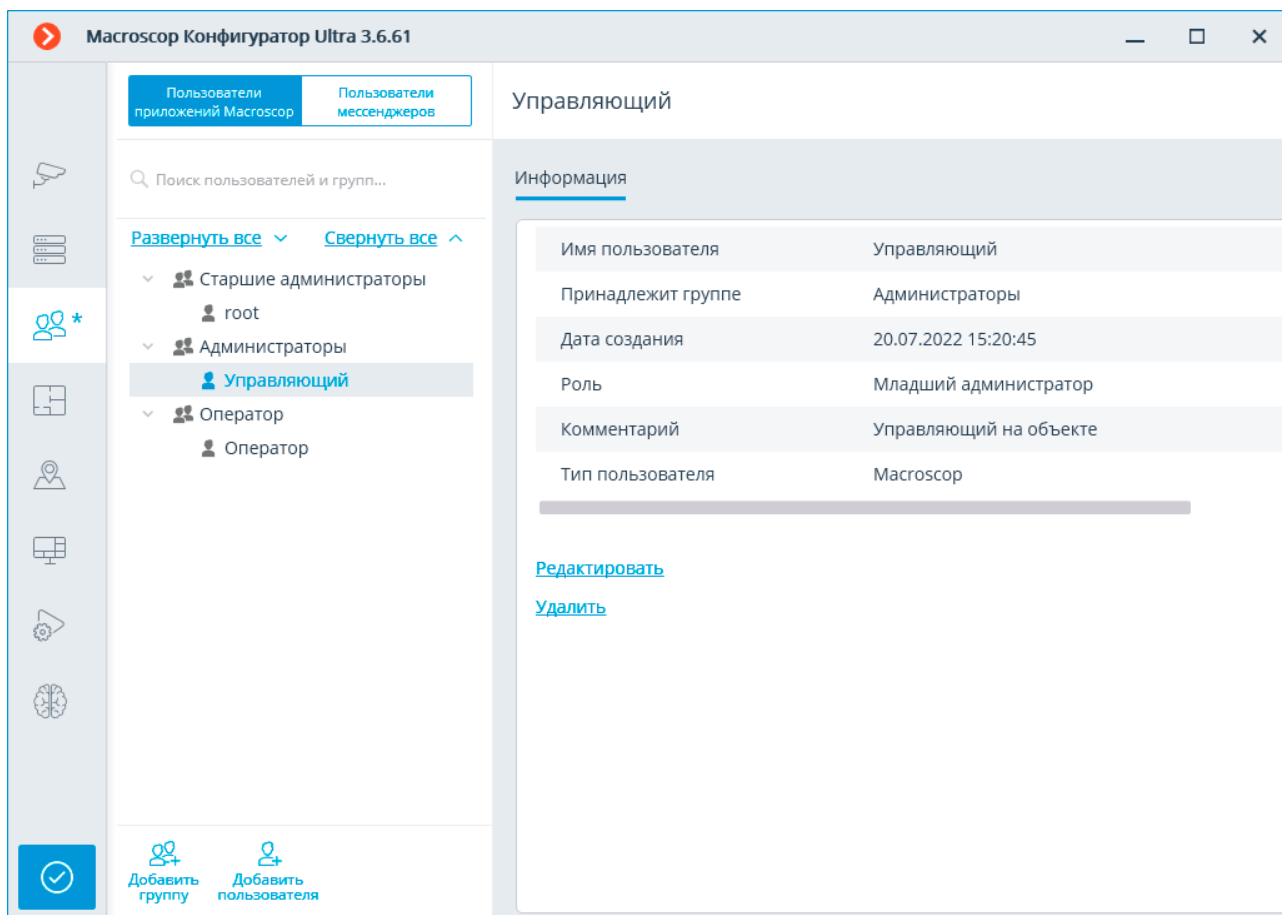 Macroscop Конфигуратор Ultra 3.6.61
Пользователи
приложений Macroscop
Пользователи
мессенджеров
Поиск пользователей и групп...
Развернуть все
Свернуть все
Старшие администраторы
root
Администраторы
Управляющий
Оператор
Оператор
Добавить
группу
Добавить
пользователя
Управляющий
Информация
Имя пользователя Управляющий
Принадлежит группе Администраторы
Дата создания 20.07.2022 15:20:45
Роль Младший администратор
Комментарий Управляющий на объекте
Тип пользователя Macroscop
Редактировать
Удалить